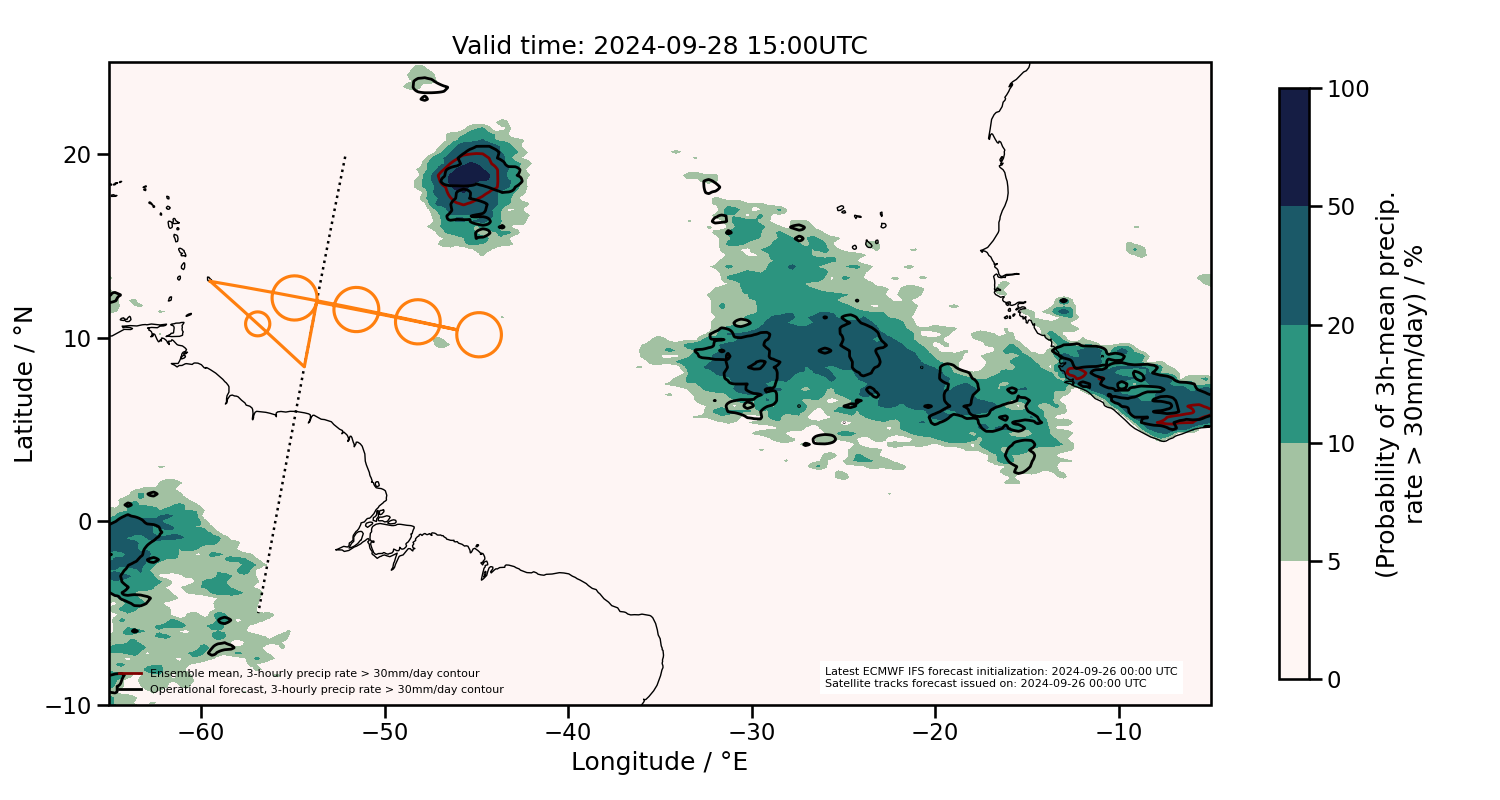 Valid time: 2024-09-28 15:00UTC
20
10
0
−10
Latitude / °N
−60
−50
−40
−30
−20
−10
Longitude / °E
Ensemble mean, 3-hourly precip rate > 30mm/day contour
Operational forecast, 3-hourly precip rate > 30mm/day contour
Latest ECMWF IFS forecast initialization: 2024-09-26 00:00 UTC
Satellite tracks forecast issued on: 2024-09-26 00:00 UTC
100
50
20
10
5
0
(Probability of 3h-mean precip.
rate > 30mm/day) / %